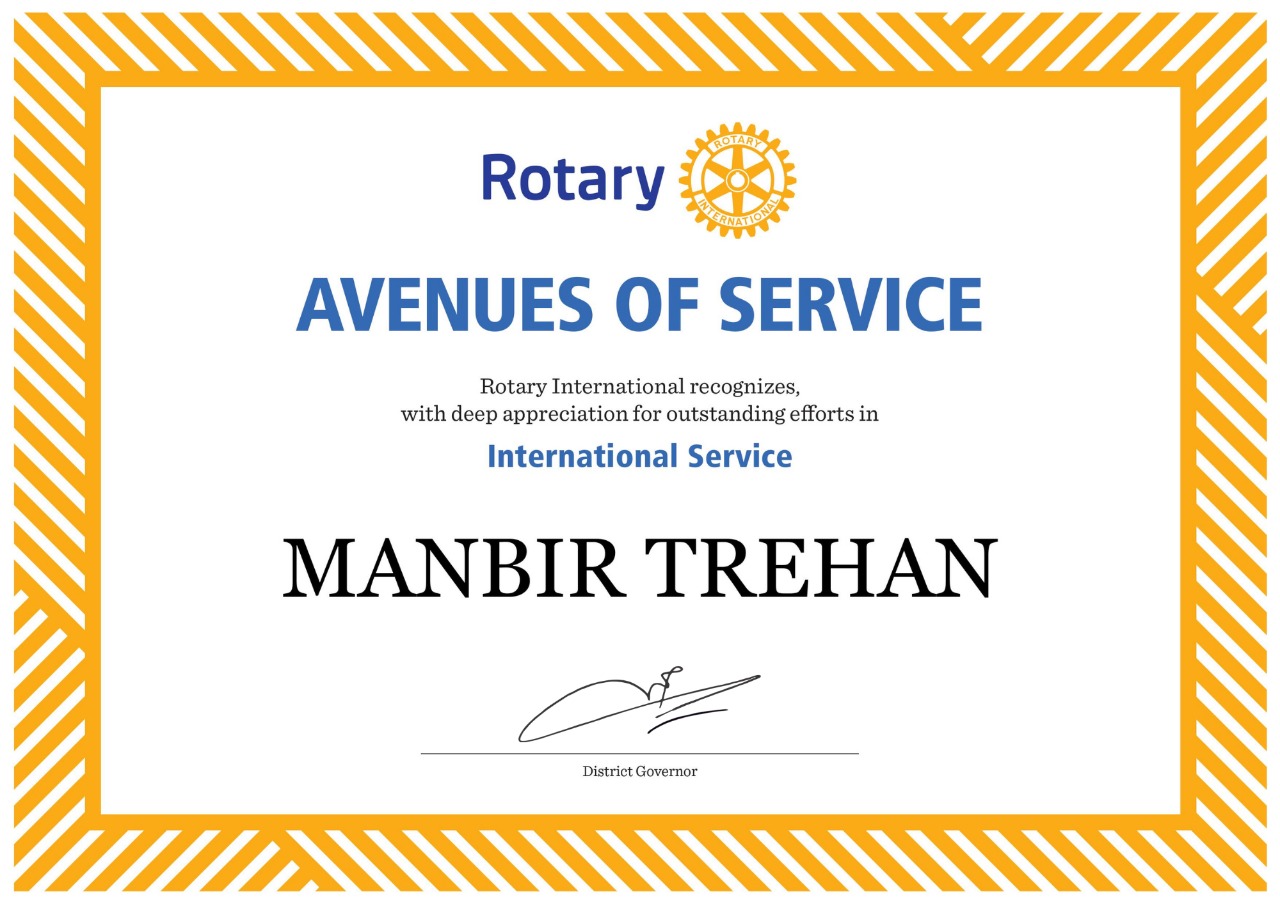 Rotary
ROTARY
INTERNATIONAL
AVENUES OF SERVICE
Rotary International recognizes,
with deep appreciation for outstanding efforts in
International Service
MANBIR TREHAN
District Governor